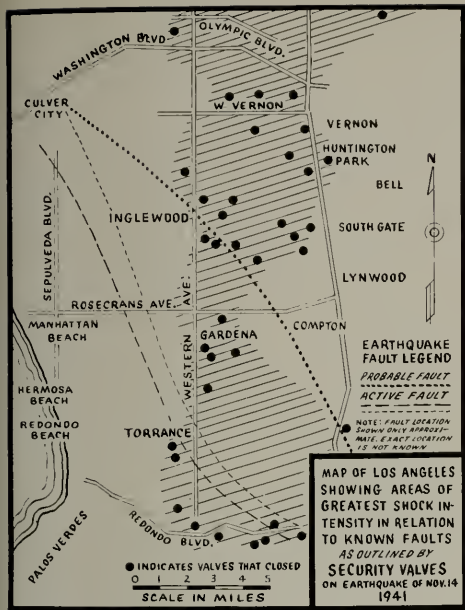 OLYMPIC BLVD.
WASHINGTON BLVD
CULVER
CITY
W. VERNON
VERNON
HUNTINGTON
PARK
N
BELL
SEPULVEDA BLVD.
INGLEWOOD
SOUTH GATE
LYNWOOD
ROSECRANS AVE.
WESTERN AVE.
MANHATTAN
BEACH
COMPTON
GARDENA
EARTHQUAKE
FAULT LEGEND
PROBABLE FAULT
ACTIVE FAULT
NOTE: FAULT LOCATION
SHOWN ONLY APPROXI-
MATE. EXACT LOCATION
IS NOT KNOWN
HERMOSA
BEACH
REDONDO
BEACH
TORRANCE
PALOS VERDES
REDONDO BLVD.
MAP OF LOS ANGELES
SHOWING AREAS OF
GREATEST SHOCK IN-
TENSITY IN RELATION
TO KNOWN FAULTS
AS OUTLINED BY
SECURITY VALVES
ON EARTHQUAKE OF NOV. 14
1941
INDICATES VALVES THAT CLOSED
0 1 2 3 4 5
SCALE IN MILES